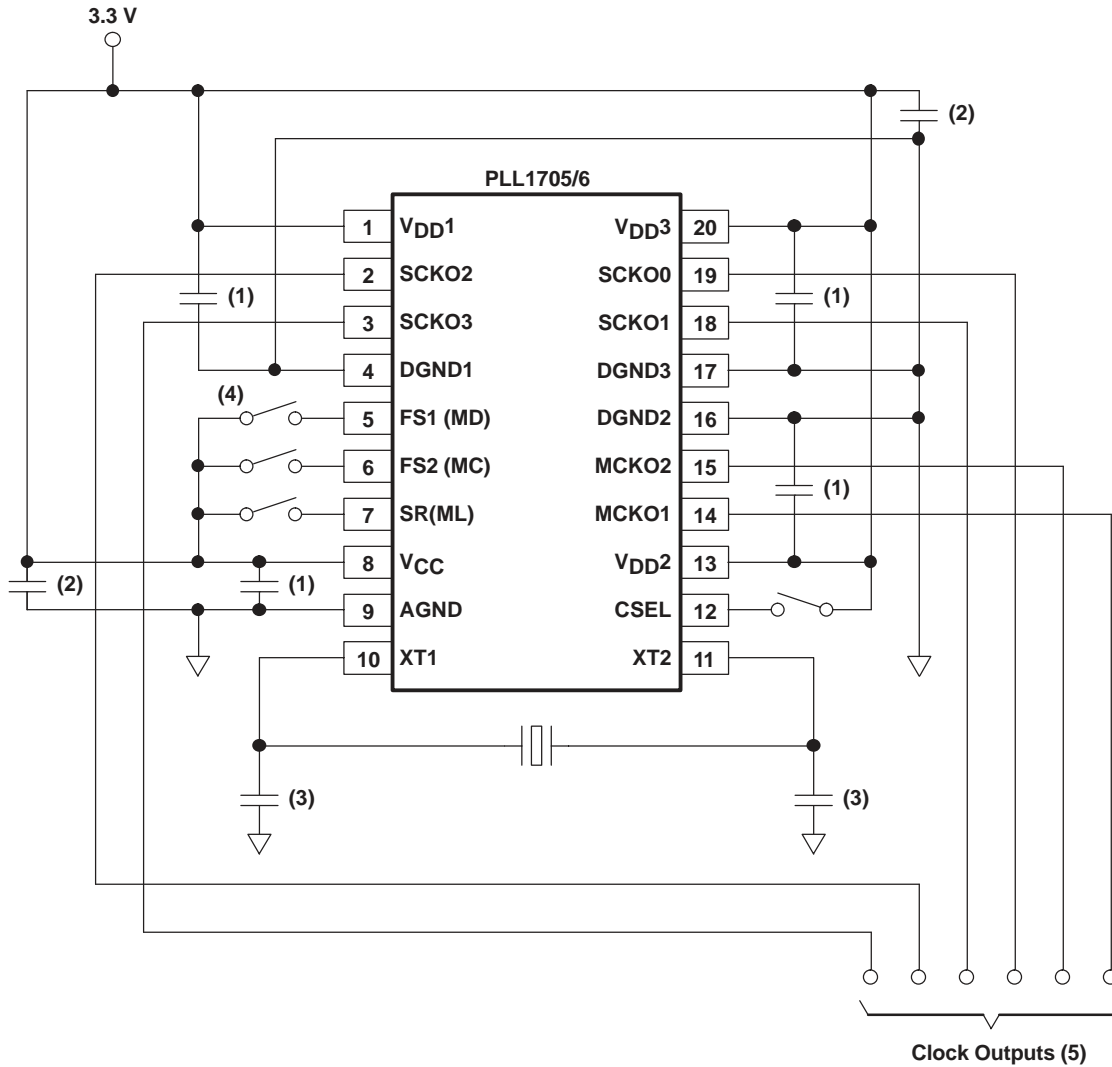 3.3 V
(2)
PLL1705/6
1 VDD1 VDD3 20
2 SCKO2 SCKO0 19
(1) (1)
3 SCKO3 SCKO1 18
4 DGND1 DGND3 17
(4)
5 FS1 (MD) DGND2 16
6 FS2 (MC) MCKO2 15
(1)
7 SR(ML) MCKO1 14
8 VCC VDD2 13
(2) (1)
9 AGND CSEL 12
10 XT1 XT2 11
(3) (3)
Clock Outputs (5)